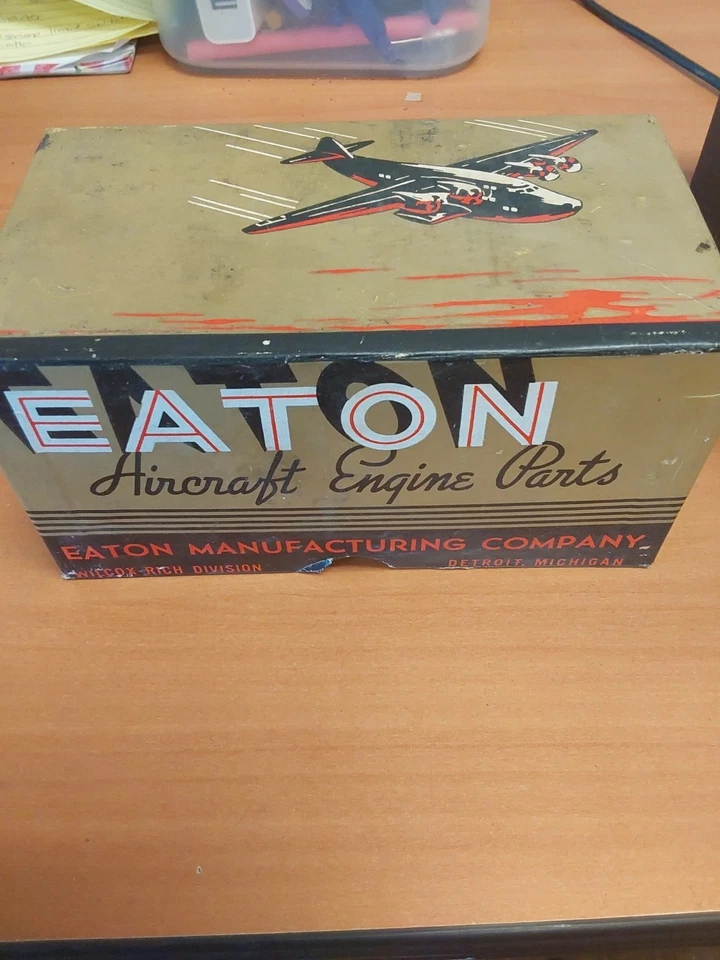 EATON
Aircraft Engine Parts
EATON MANUFACTURING COMPANY
WILCOX-RICH DIVISION
DETROIT, MICHIGAN